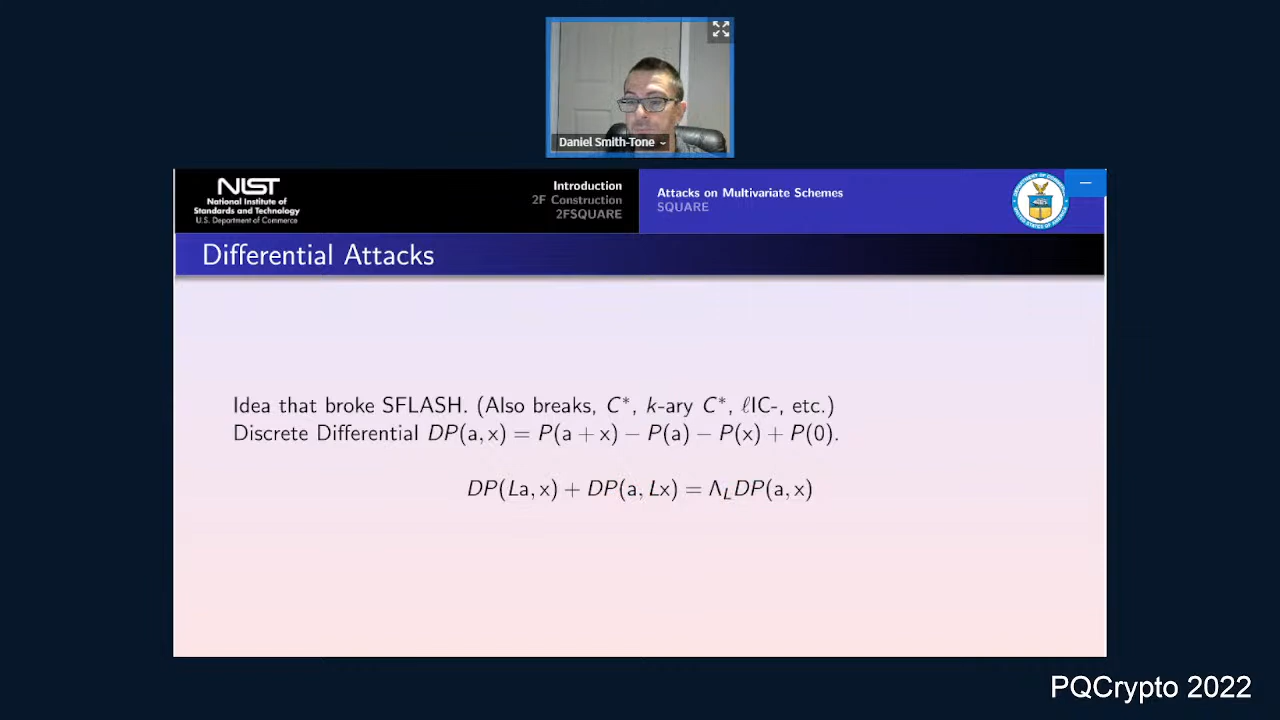 Daniel Smith-Tone
NIST
National Institute of
Standards and Technology
U.S. Department of Commerce
Introduction
2F Construction
2FSQUARE
Attacks on Multivariate Schemes
SQUARE
Differential Attacks
Idea that broke SFLASH. (Also breaks, C*, k-ary C*, ℓIC-, etc.)
Discrete Differential DP(a, x) = P(a + x) − P(a) − P(x) + P(0).
DP(La, x) + DP(a, Lx) = Λ_L DP(a, x)
PQCrypto 2022